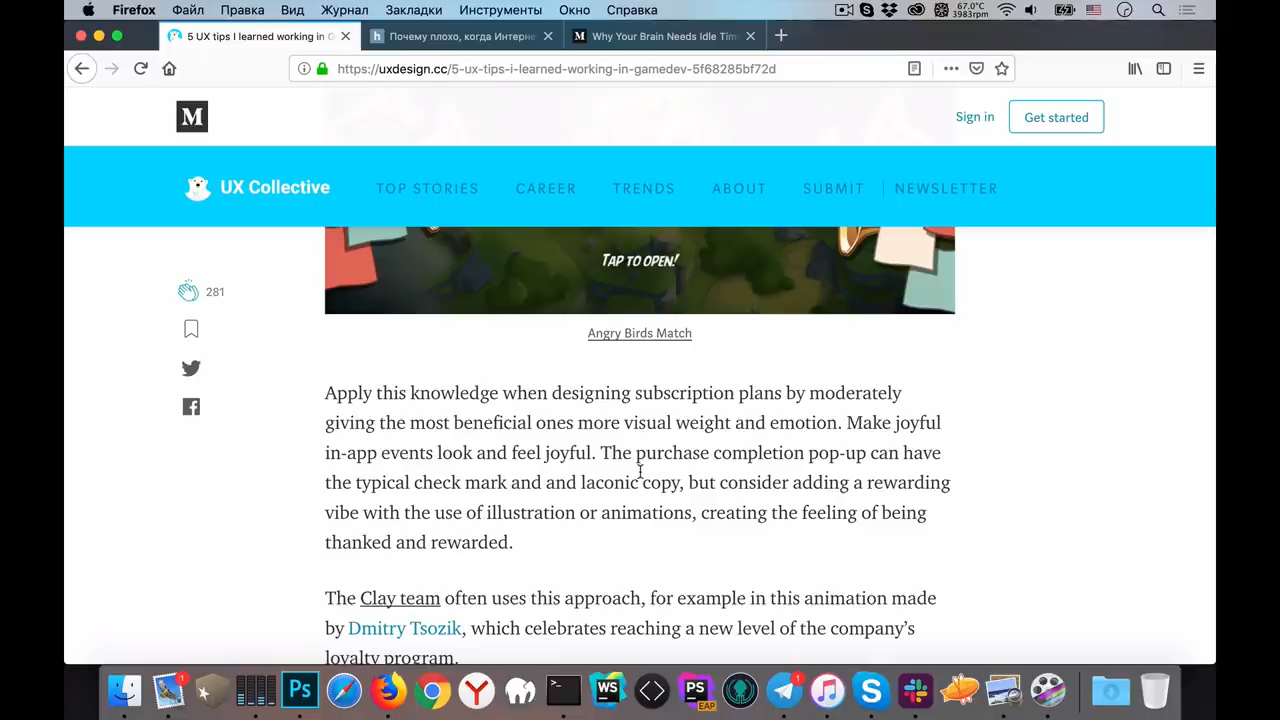 Firefox Файл Правка Вид Журнал Закладки Инструменты Окно Справка 67.0°C 3983rpm
5 UX tips I learned working in G
Почему плохо, когда Интерне
Why Your Brain Needs Idle Tim
https://uxdesign.cc/5-ux-tips-i-learned-working-in-gamedev-5f68285bf72d
M
Sign in
Get started
UX Collective
TOP STORIES CAREER TRENDS ABOUT SUBMIT NEWSLETTER
TAP TO OPEN!
281
Angry Birds Match
Apply this knowledge when designing subscription plans by moderately
giving the most beneficial ones more visual weight and emotion. Make joyful
in-app events look and feel joyful. The purchase completion pop-up can have
the typical check mark and and laconic copy, but consider adding a rewarding
vibe with the use of illustration or animations, creating the feeling of being
thanked and rewarded.
The Clay team often uses this approach, for example in this animation made
by Dmitry Tsozik, which celebrates reaching a new level of the company’s
loyalty program.
1
Ps
Y
WS
PS
EAP
1
S